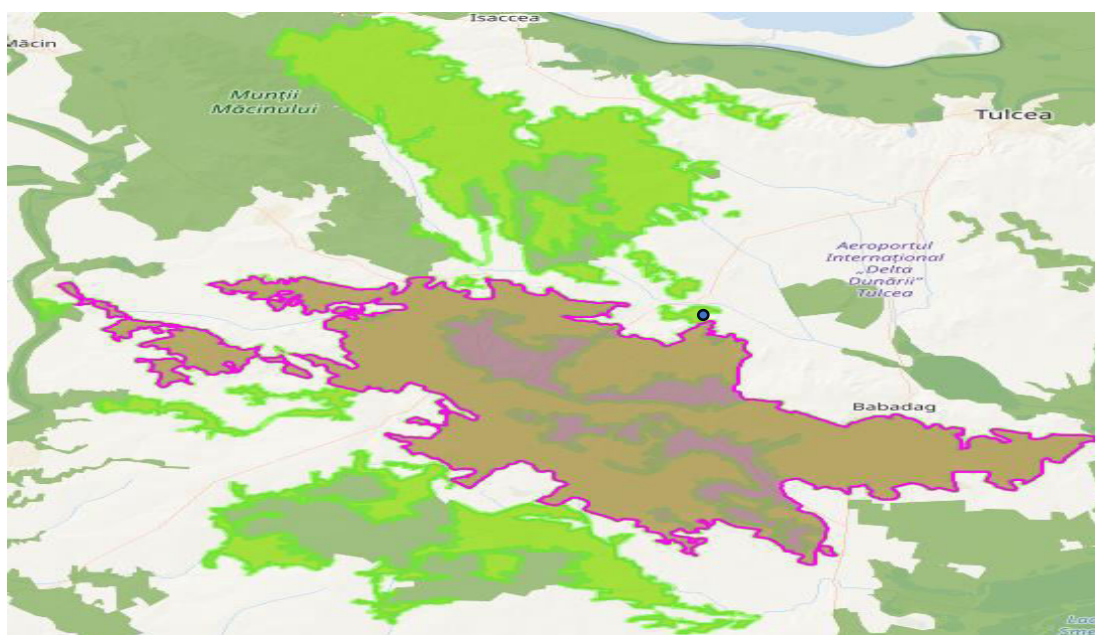 Isaccea
Măcin
Munții
Măcinului
Tulcea
Aeroportul
Internațional
„Delta
Dunării"
Tulcea
Babadag